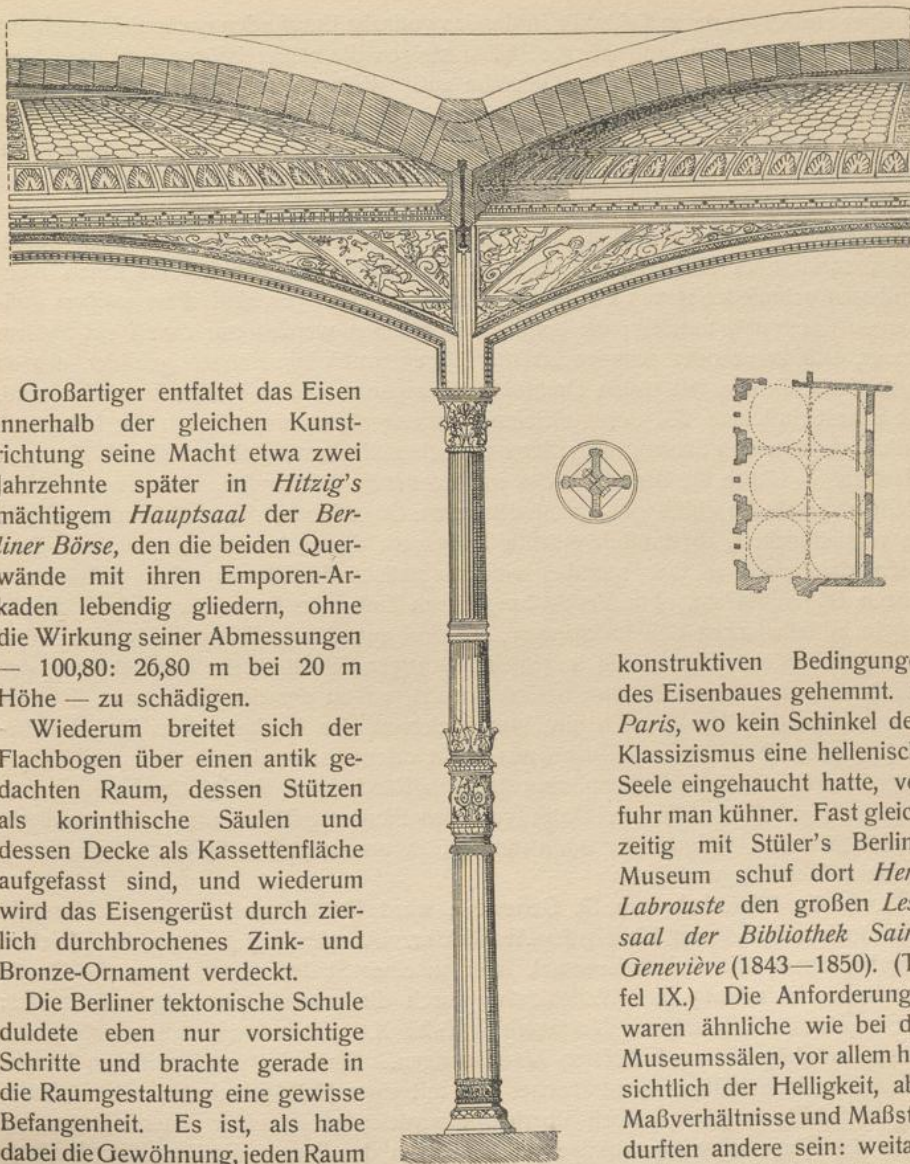 Großartiger entfaltet das Eisen
nnerhalb der gleichen Kunst-
richtung seine Macht etwa zwei
Jahrzehnte später in Hitzig's
mächtigem Hauptsaal der Ber-
liner Börse, den die beiden Quer-
wände mit ihren Emporen-Ar-
kaden lebendig gliedern, ohne
die Wirkung seiner Abmessungen
— 100,80: 26,80 m bei 20 m
Höhe — zu schädigen.
Wiederum breitet sich der
Flachbogen über einen antik ge-
dachten Raum, dessen Stützen
als korinthische Säulen und
dessen Decke als Kassettenfläche
aufgefasst sind, und wiederum
wird das Eisengerüst durch zier-
lich durchbrochenes Zink- und
Bronze-Ornament verdeckt.
Die Berliner tektonische Schule
duldete eben nur vorsichtige
Schritte und brachte gerade in
die Raumgestaltung eine gewisse
Befangenheit. Es ist, als habe
dabei die Gewöhnung, jeden Raum
konstruktiven Bedingunge
des Eisenbaues gehemmt.
Paris, wo kein Schinkel de
Klassizismus eine hellenisch
Seele eingehaucht hatte, ve
fuhr man kühner. Fast gleic
zeitig mit Stüler's Berlin
Museum schuf dort Hen
Labrouste den großen Les
saal der Bibliothek Sain
Geneviève (1843—1850). (T
fel IX.) Die Anforderung
waren ähnliche wie bei d
Museumssälen, vor allem h
sichtlich der Helligkeit, ab
Maßverhältnisse und Maßst
durften andere sein: weita